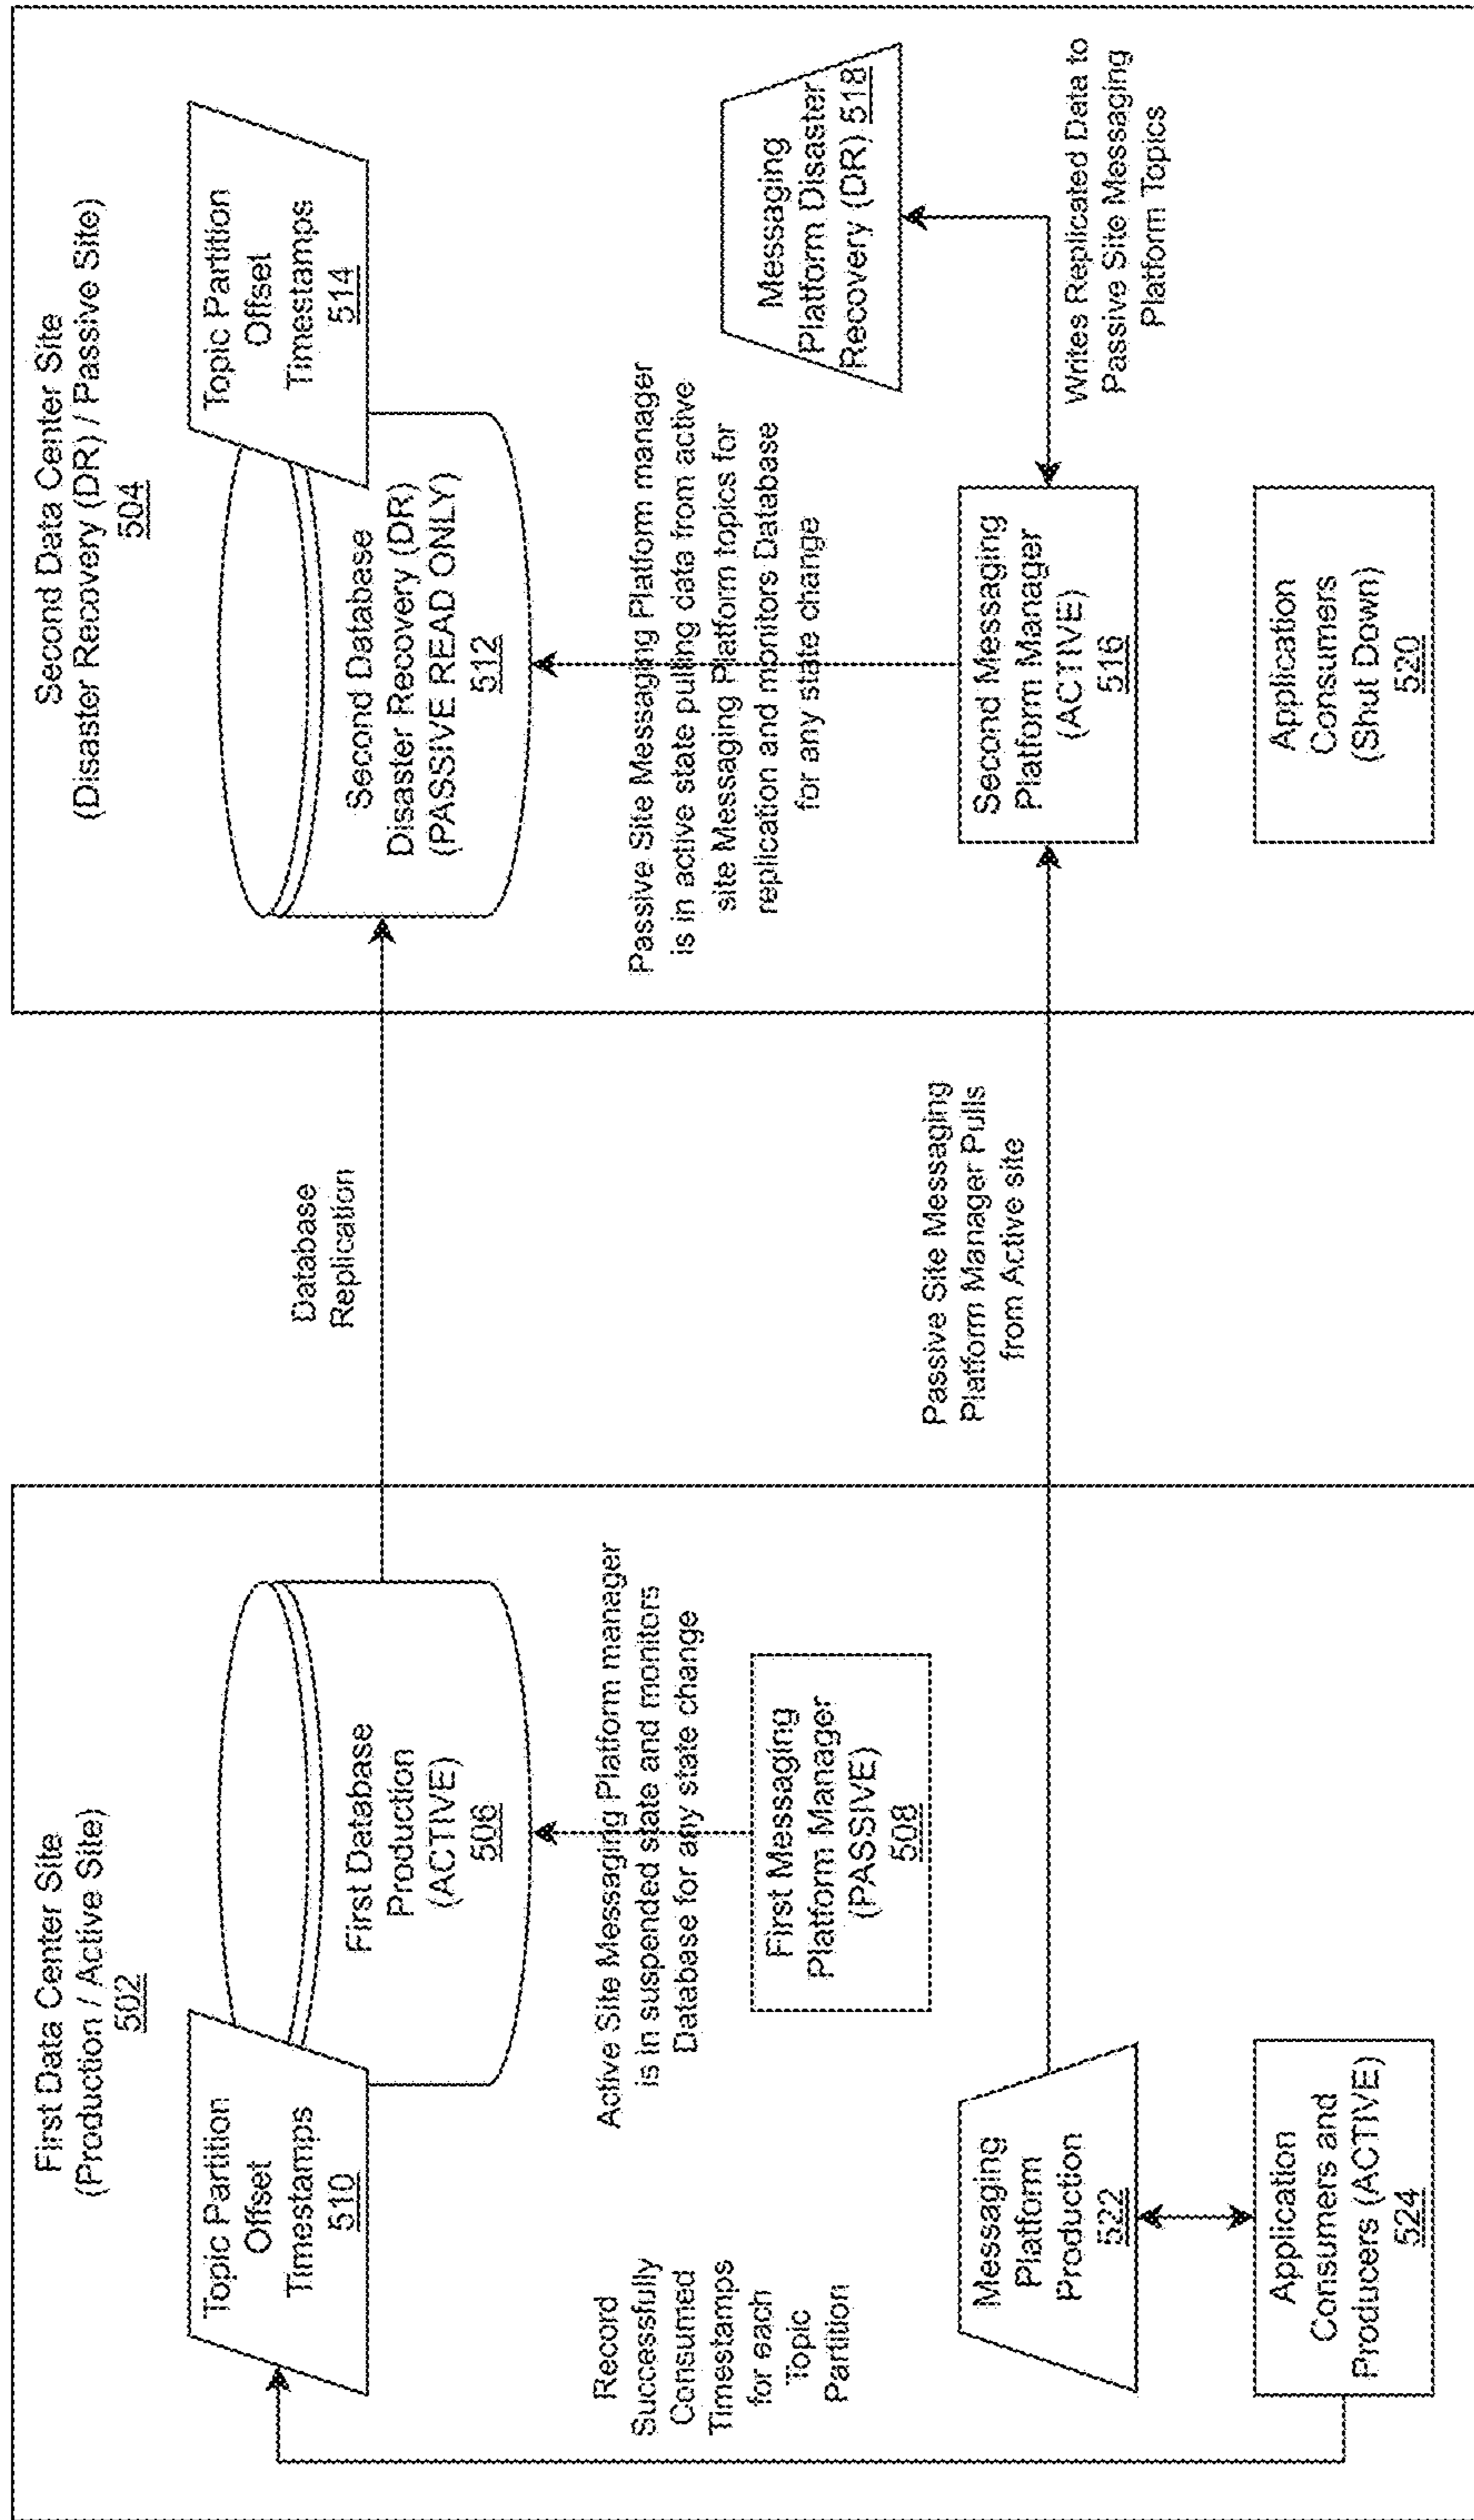 First Data Center Site
(Production / Active Site)
502
Topic Partition
Offset
Timestamps
510
First Database
Production
(ACTIVE)
506
Active Site Messaging Platform manager
is in suspended state and monitors
Database for any state change
First Messaging
Platform Manager
(PASSIVE)
508
Record
Successfully
Consumed
Timestamps
for each
Topic
Partition
Messaging
Platform
Production
522
Application
Consumers and
Producers (ACTIVE)
524
Database
Replication
Passive Site Messaging
Platform Manager Pulls
from Active site
Second Data Center Site
(Disaster Recovery (DR) / Passive Site)
504
Topic Partition
Offset
Timestamps
514
Second Database
Disaster Recovery (DR)
(PASSIVE READ ONLY)
512
Passive Site Messaging Platform manager
is in active state pulling data from active
site Messaging Platform topics for
replication and monitors Database
for any state change
Messaging
Platform Disaster
Recovery (DR) 518
Second Messaging
Platform Manager
(ACTIVE)
516
Writes Replicated Data to
Passive Site Messaging
Platform Topics
Application
Consumers
(Shut Down)
520